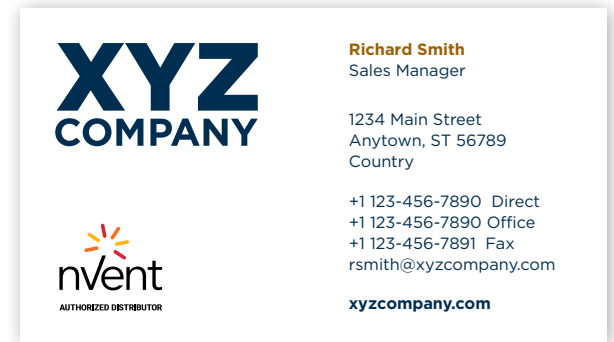 XYZ
COMPANY
nvent
AUTHORIZED DISTRIBUTOR
Richard Smith
Sales Manager
1234 Main Street
Anytown, ST 56789
Country
+1 123-456-7890 Direct
+1 123-456-7890 Office
+1 123-456-7891 Fax
rsmith@xyzcompany.com
xyzcompany.com